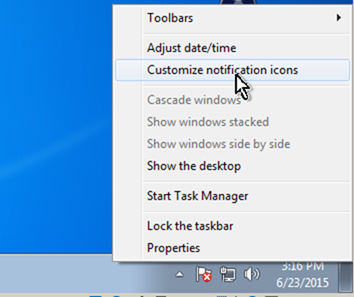 Toolbars
Adjust date/time
Customize notification icons
Cascade windows
Show windows stacked
Show windows side by side
Show the desktop
Start Task Manager
Lock the taskbar
Properties
3:16 PM
6/23/2015